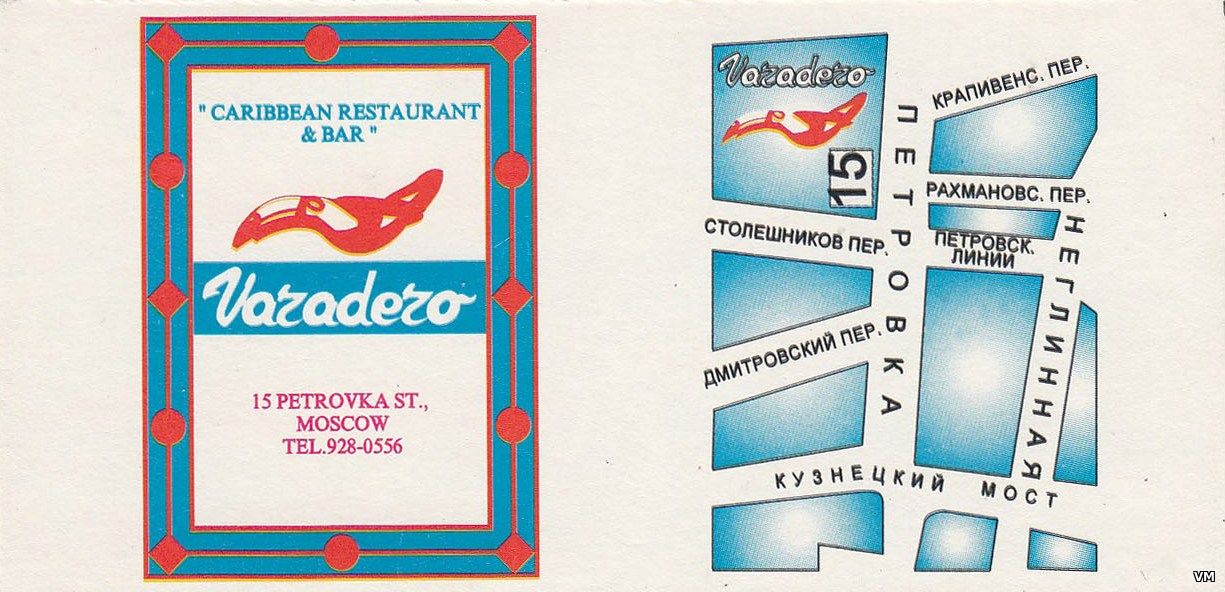 " CARIBBEAN RESTAURANT
& BAR "
Varadero
15 PETROVKA ST.,
MOSCOW
TEL.928-0556
Varadero
15
КРАПИВЕНС. ПЕР.
ПЕТРОВКА
РАХМАНОВС. ПЕР.
СТОЛЕШНИКОВ ПЕР.
ПЕТРОВСК.
ЛИНИИ
НЕГЛИННАЯ
ДМИТРОВСКИЙ ПЕР.
КУЗНЕЦКИЙ МОСТ
VM